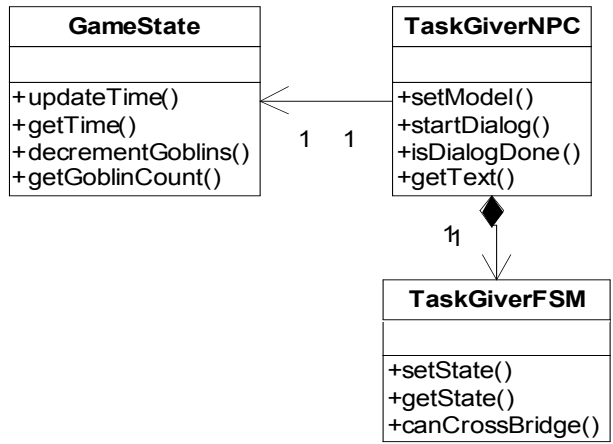 GameState
+updateTime()
+getTime()
+decrementGoblins()
+getGoblinCount()
1 1
TaskGiverNPC
+setModel()
+startDialog()
+isDialogDone()
+getText()
1 1
TaskGiverFSM
+setState()
+getState()
+canCrossBridge()